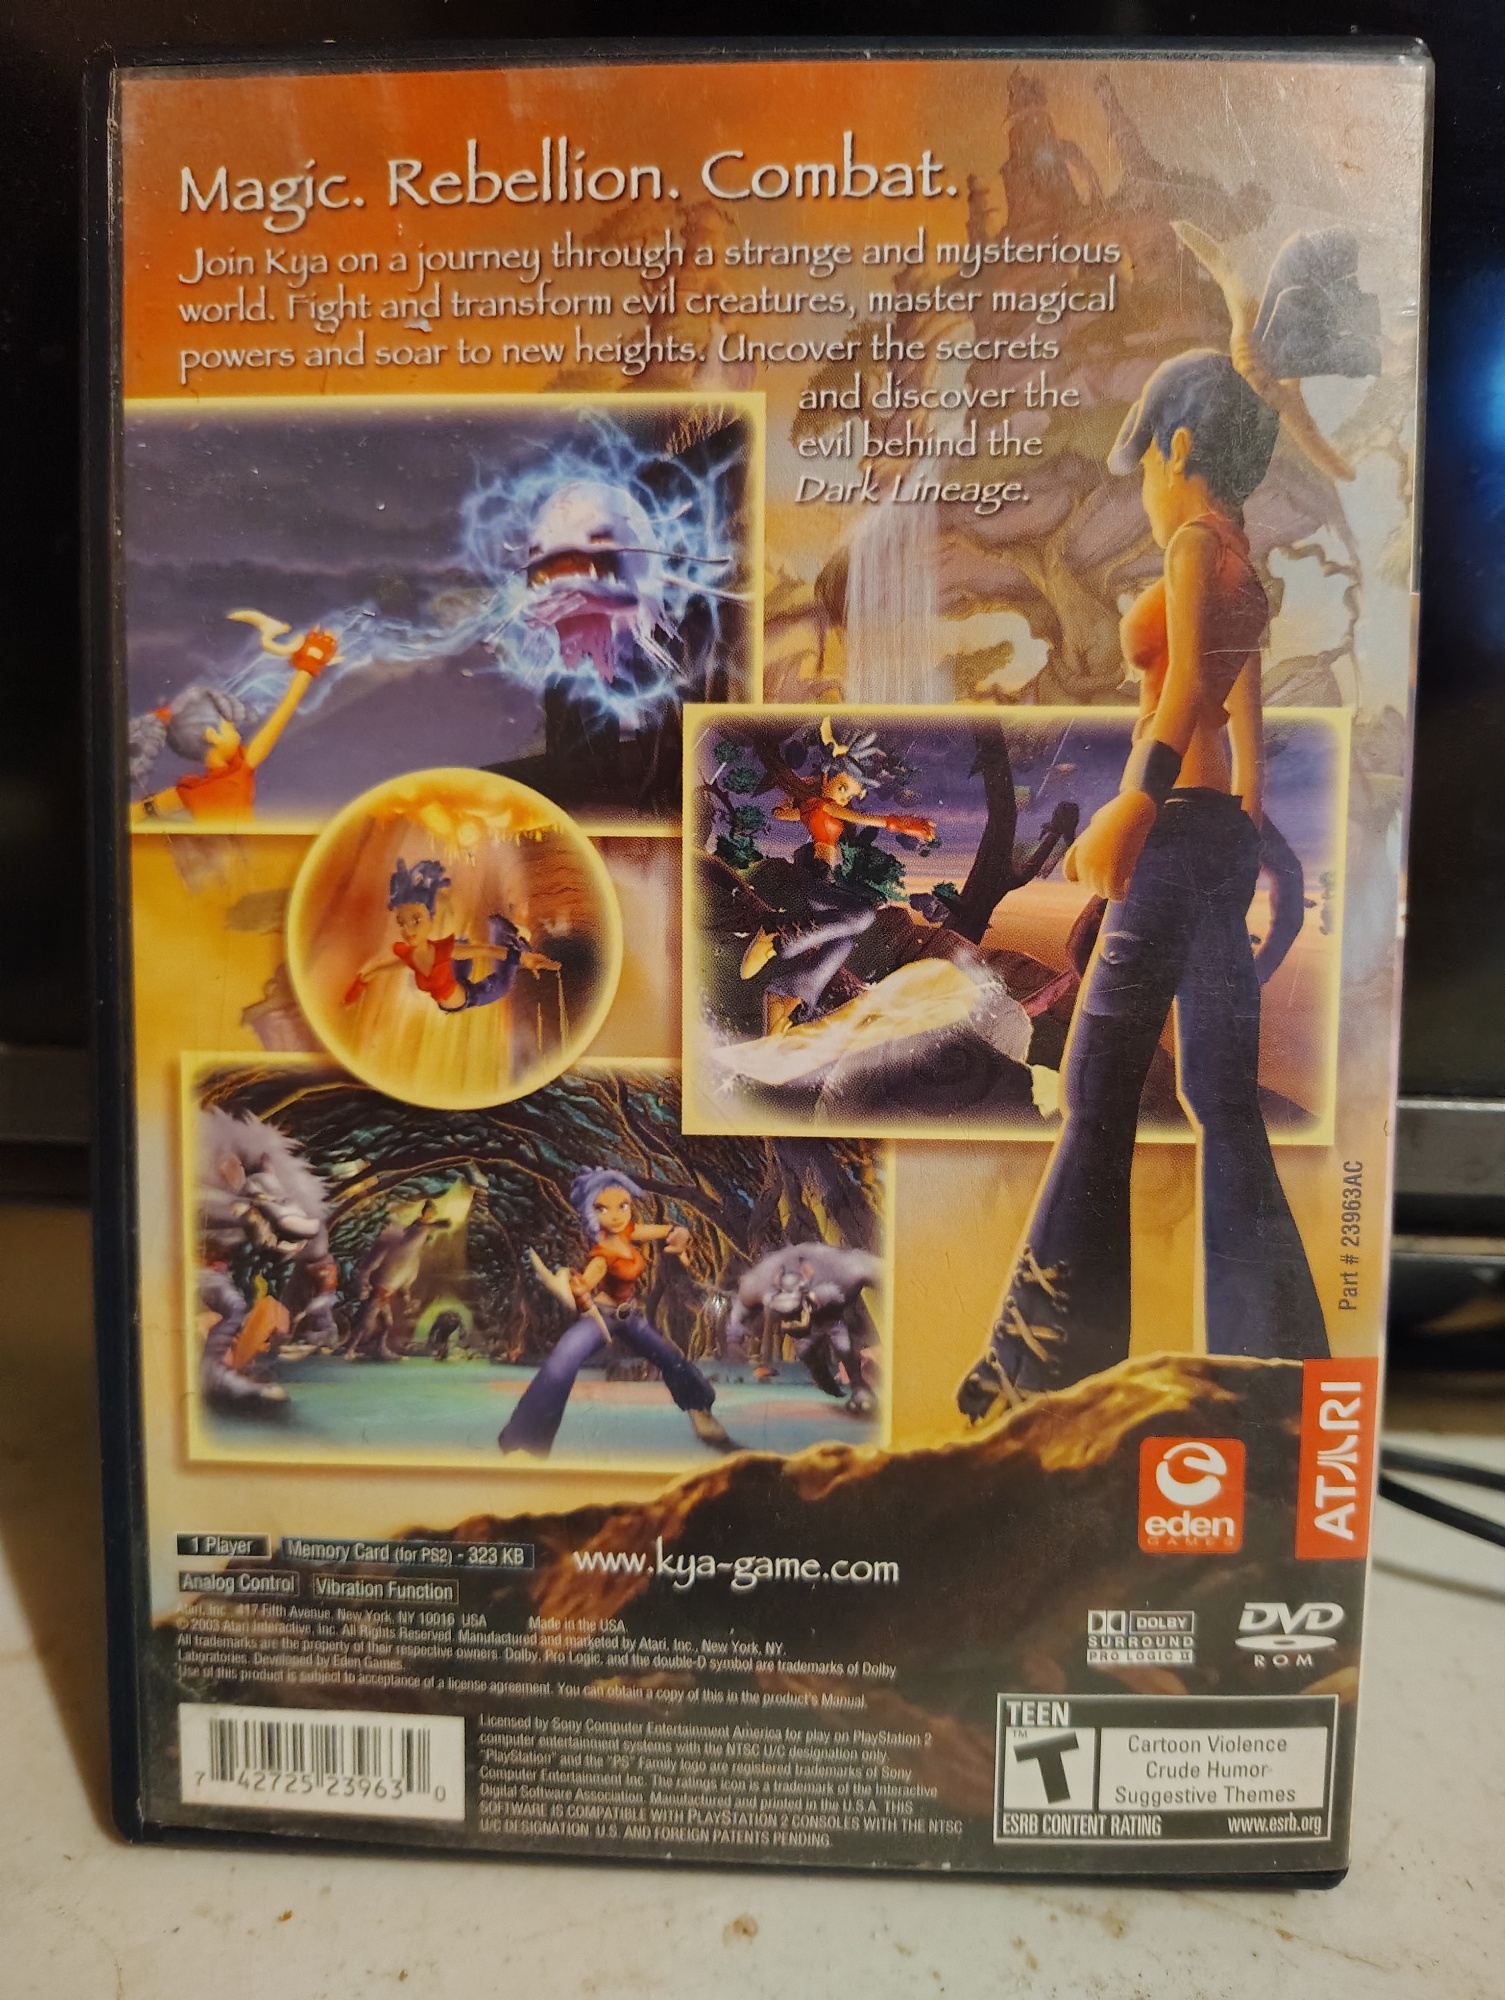 Magic. Rebellion. Combat.
Join Kya on a journey through a strange and mysterious
world. Fight and transform evil creatures, master magical
powers and soar to new heights. Uncover the secrets
and discover the
evil behind the
Dark Lineage.
Part # 23963AC
ATARI
eden
GAMES
1 Player
Memory Card (for PS2) - 323 KB
www.kya-game.com
Analog Control
Vibration Function
Atari, Inc. 417 Fifth Avenue, New York, NY 10016 USA Made in the USA.
© 2003 Atari Interactive, Inc. All Rights Reserved. Manufactured and marketed by Atari, Inc., New York, NY.
All trademarks are the property of their respective owners. Dolby, Pro Logic, and the double-D symbol are trademarks of Dolby
Laboratories. Developed by Eden Games.
Use of this product is subject to acceptance of a license agreement. You can obtain a copy of this in the product's Manual.
DOLBY
SURROUND
PRO LOGIC II
DVD
ROM
7 42725 23963 0
Licensed by Sony Computer Entertainment America for play on PlayStation 2
computer entertainment systems with the NTSC U/C designation only.
"PlayStation" and the "PS" Family logo are registered trademarks of Sony
Computer Entertainment Inc. The ratings icon is a trademark of the Interactive
Digital Software Association. Manufactured and printed in the U.S.A. THIS
SOFTWARE IS COMPATIBLE WITH PLAYSTATION 2 CONSOLES WITH THE NTSC
U/C DESIGNATION. U.S. AND FOREIGN PATENTS PENDING.
TEEN
T
TM
Cartoon Violence
Crude Humor
Suggestive Themes
ESRB CONTENT RATING www.esrb.org